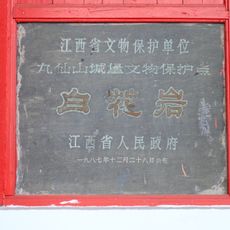 江西省文物保护单位
九仙山城堡文物保护点
白花岩
江西省人民政府
一九八七年十二月二十八日公布